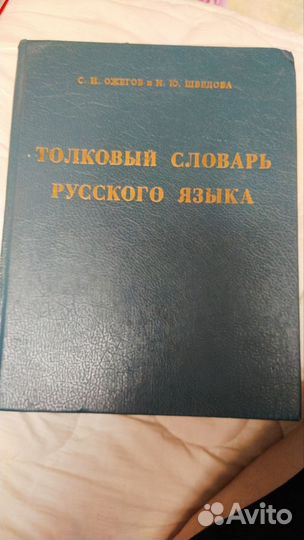 С. И. ОЖЕГОВ и Н. Ю. ШВЕДОВА
ТОЛКОВЫЙ СЛОВАРЬ
РУССКОГО ЯЗЫКА
Avito